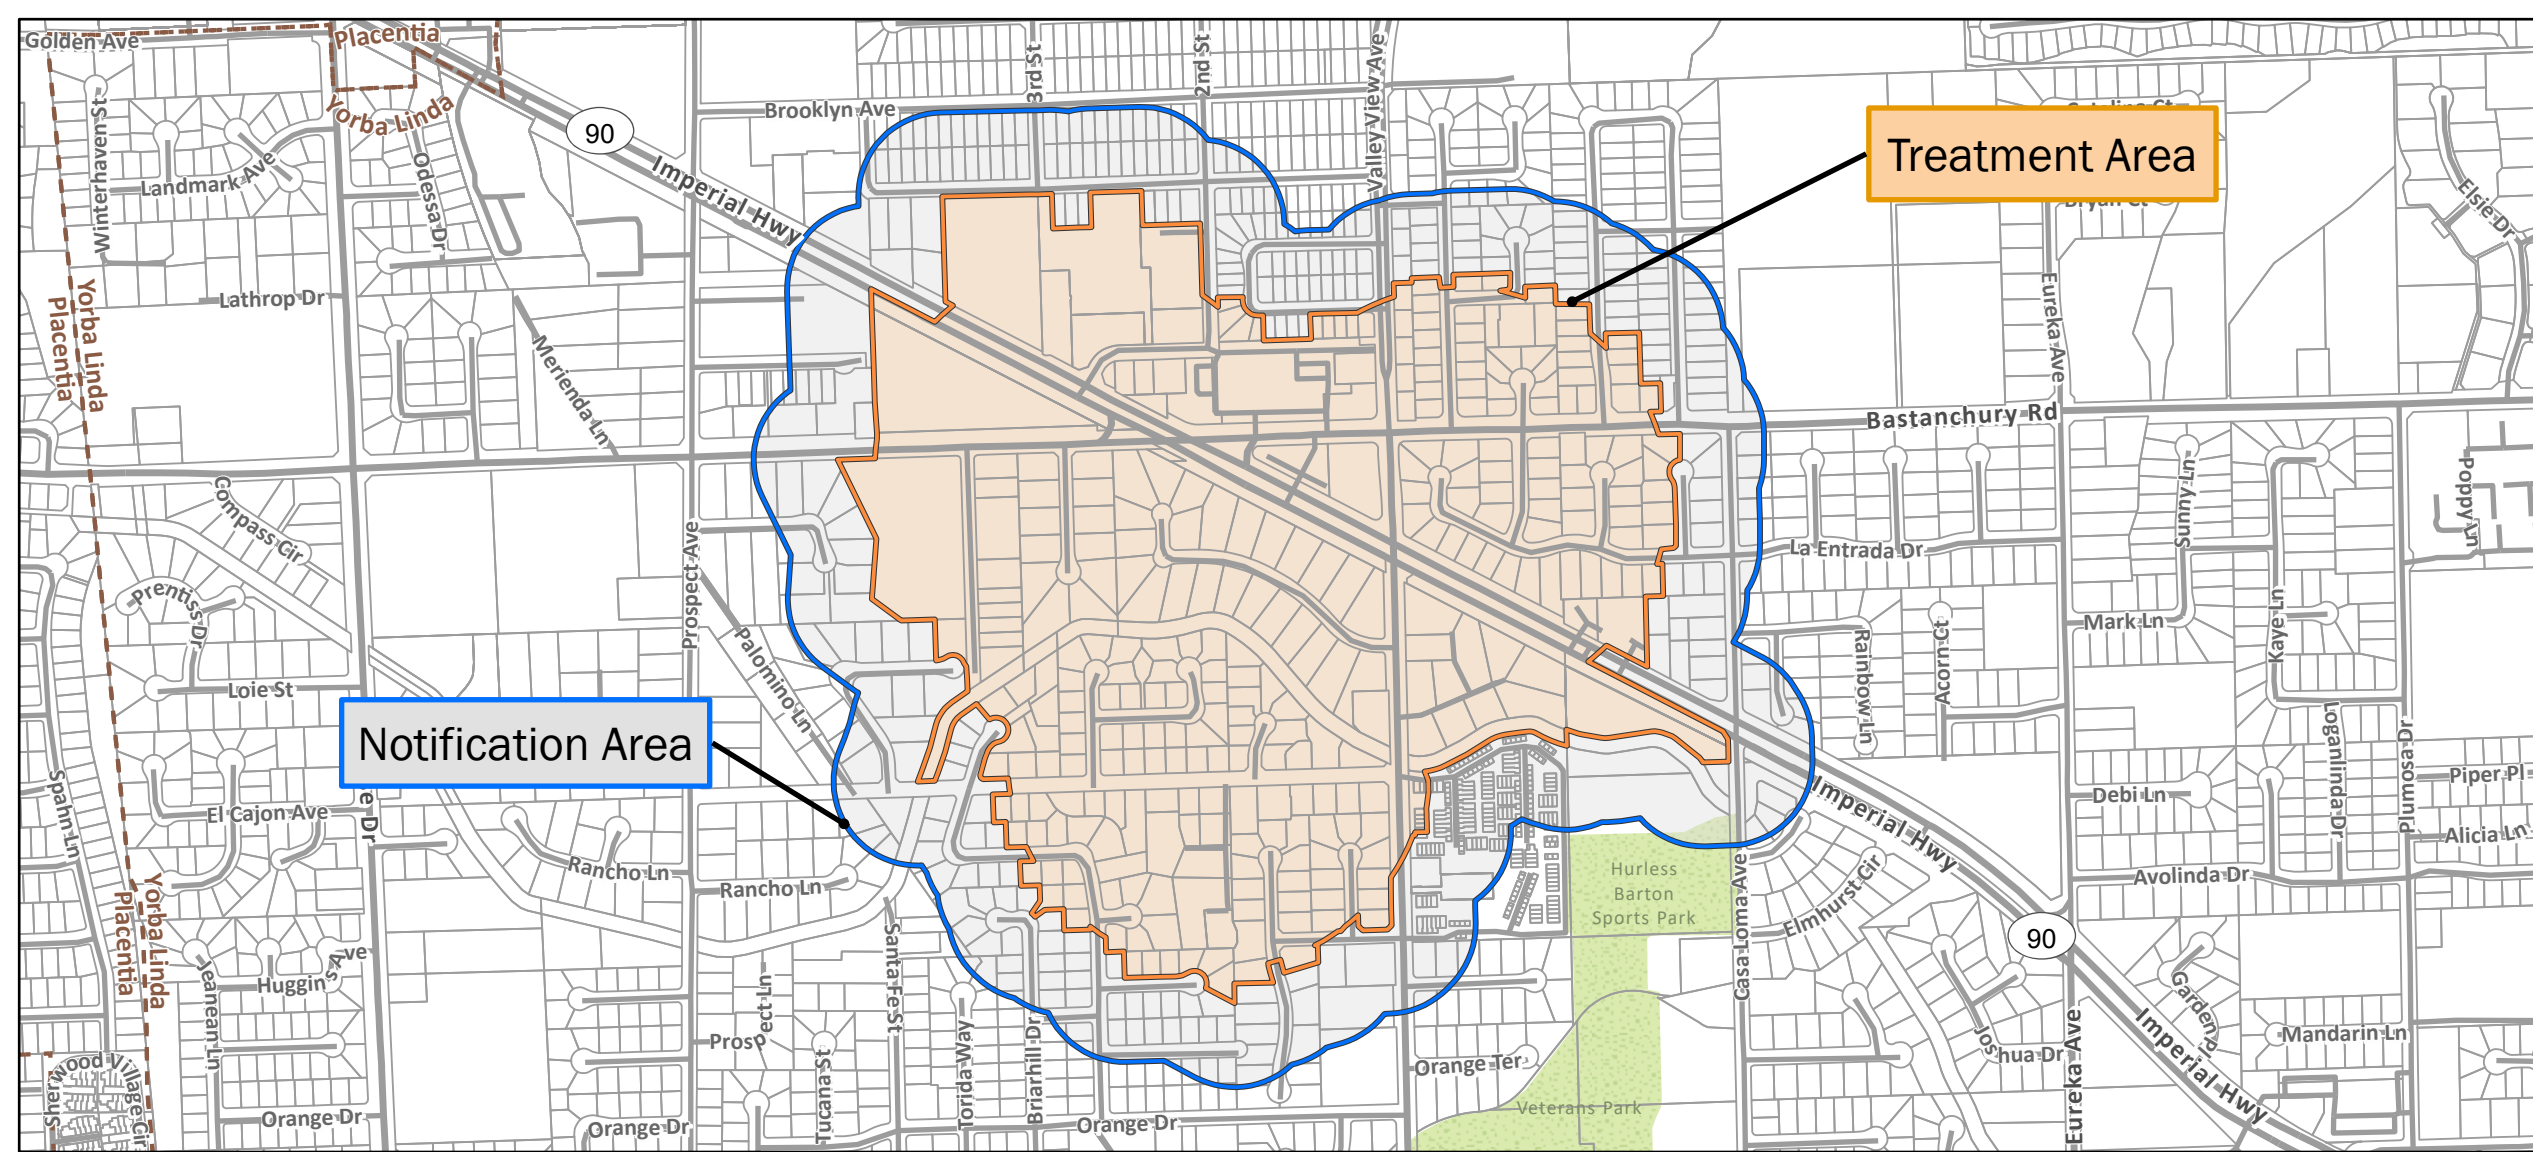 Golden Ave
Placentia
Yorba Linda
Winterhaven St
Landmark Ave
Odessa Dr
Lathrop Dr
Yorba Linda
Placentia
Merienda Ln
90
Imperial Hwy
Brooklyn Ave
3rd St
2nd St
Valley View Ave
Treatment Area
Elsie Dr
Eureka Ave
Bastanchury Rd
Compass Cir
Prentiss Dr
Loie St
Prospect Ave
Palomino Ln
Notification Area
La Entrada Dr
Sunny Ln
Poppy Ln
Mark Ln
Kaye Ln
Rainbow Ln
Acorn Ct
Loganlinda Dr
Plumosa Dr
Piper Pl
Debi Ln
Alicia Ln
Avolinda Dr
Spahn Ln
El Cajon Ave
e Dr
Rancho Ln
Rancho Ln
Imperial Hwy
Hurless
Barton
Sports Park
Casa Loma Ave
Elmhurst Cir
90
Yorba Linda
Placentia
Jeannean Ln
Huggins Ave
Santa Fe St
Prospect Ln
Torida Way
Briarhill Dr
Tucana St
Orange Ter
Veterans Park
Joshua Dr
Garden Pl
Imperial Hwy
Mandarin Ln
Eureka Ave
Sherwood Village Cir
Orange Dr
Orange Dr
Orange Dr